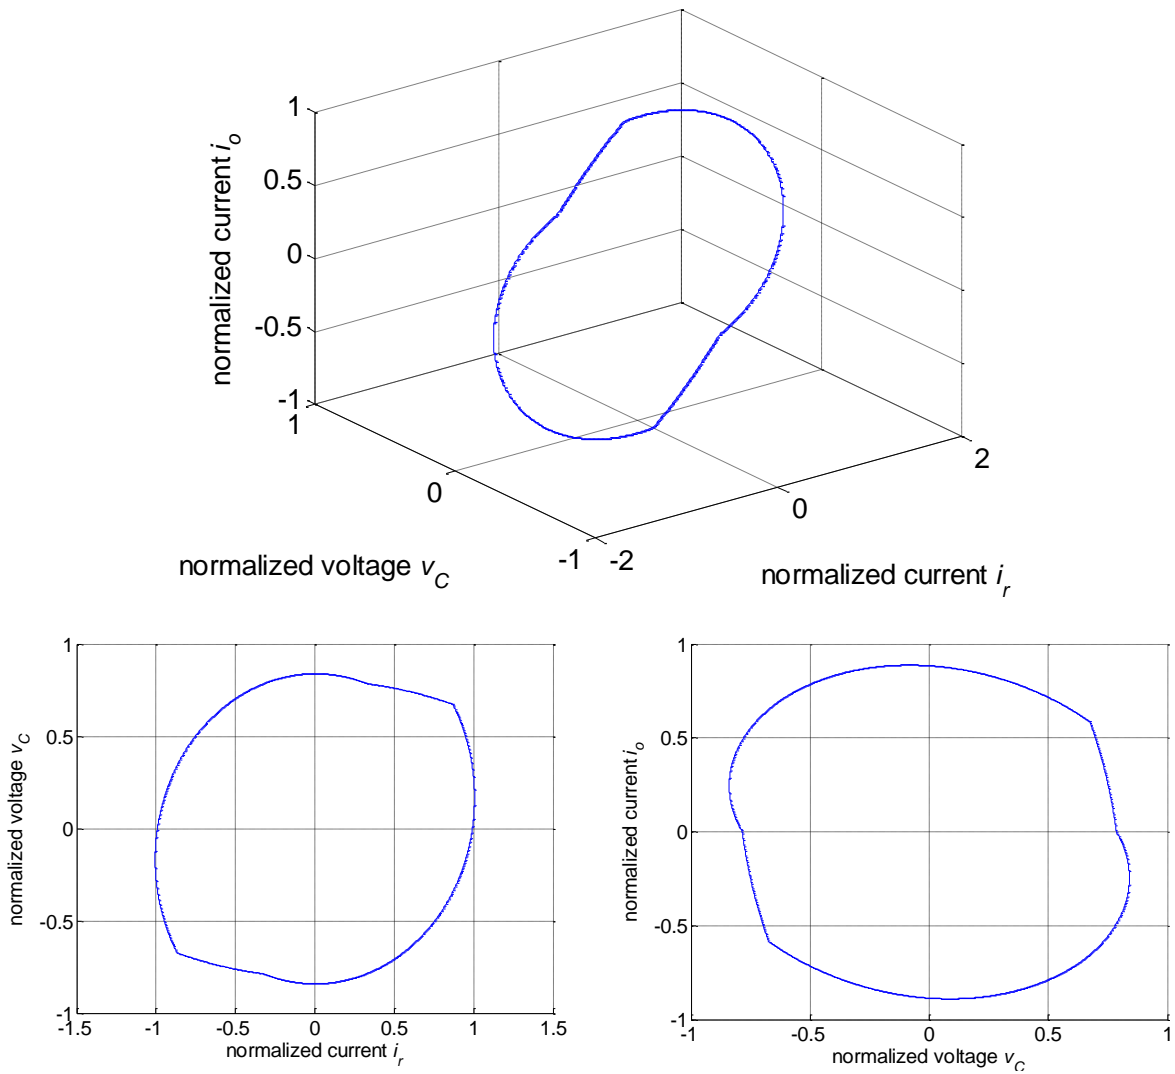 1
0.5
0
-0.5
-1
normalized current i_o
1
0
-1
normalized voltage v_C
-2
0
2
normalized current i_r
1
0.5
0
-0.5
-1
normalized voltage v_C
-1.5 -1 -0.5 0 0.5 1 1.5
normalized current i_r
1
0.5
0
-0.5
-1
normalized current i_o
-1 -0.5 0 0.5 1
normalized voltage v_C